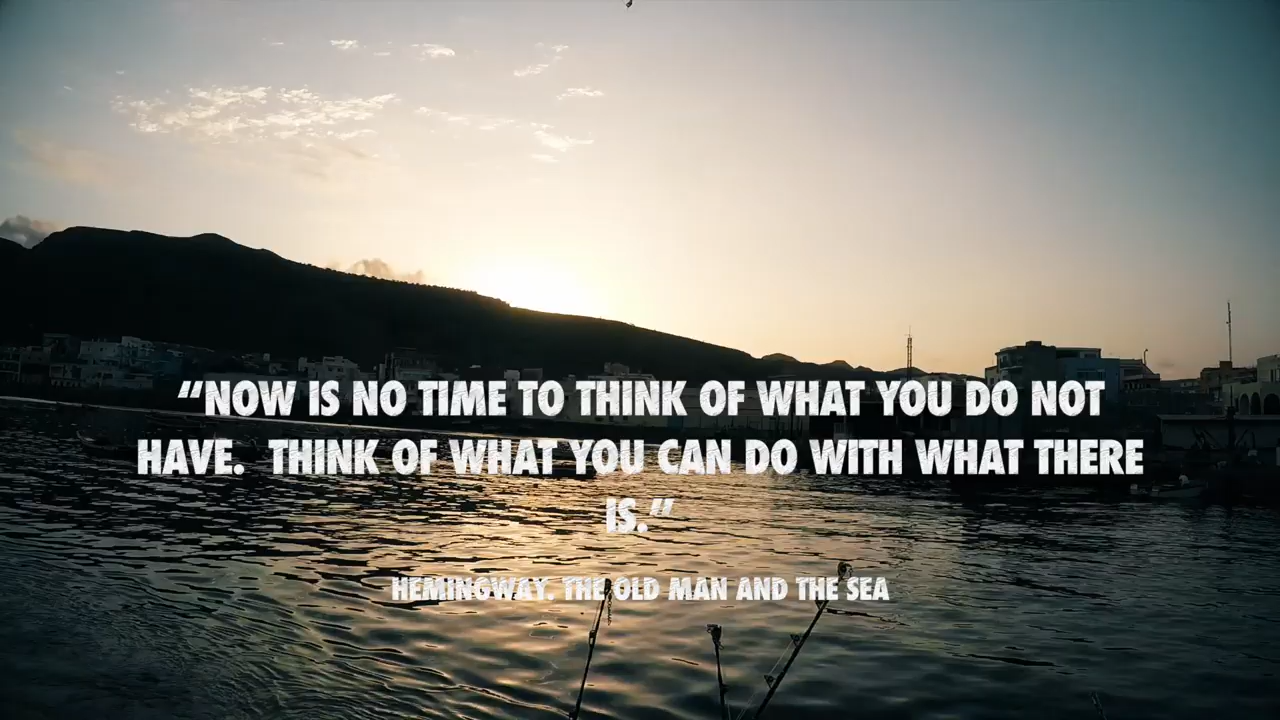 “NOW IS NO TIME TO THINK OF WHAT YOU DO NOT
HAVE.  THINK OF WHAT YOU CAN DO WITH WHAT THERE
IS.”
HEMINGWAY. THE OLD MAN AND THE SEA